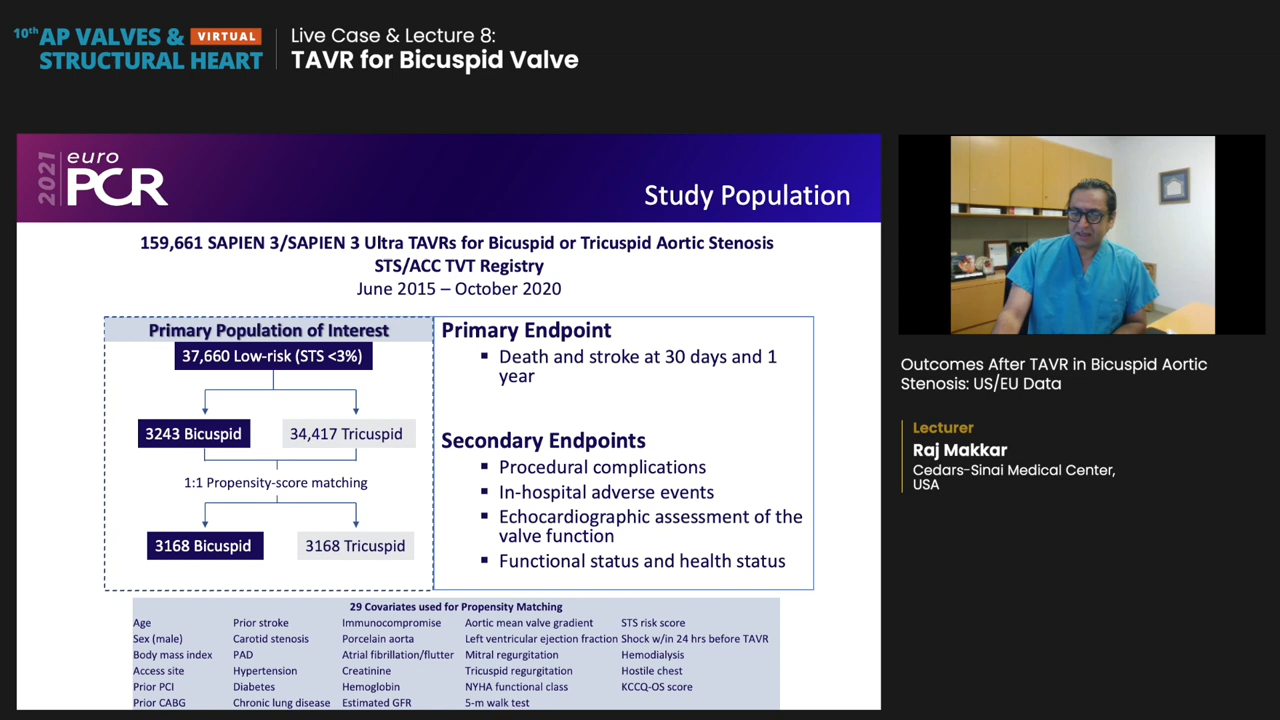 10th AP VALVES & VIRTUAL
STRUCTURAL HEART
Live Case & Lecture 8:
TAVR for Bicuspid Valve
2021 euro
PCR
Study Population
159,661 SAPIEN 3/SAPIEN 3 Ultra TAVRs for Bicuspid or Tricuspid Aortic Stenosis
STS/ACC TVT Registry
June 2015 – October 2020
Primary Population of Interest
37,660 Low-risk (STS <3%)
3243 Bicuspid
34,417 Tricuspid
1:1 Propensity-score matching
3168 Bicuspid
3168 Tricuspid
Primary Endpoint
▪ Death and stroke at 30 days and 1
year
Secondary Endpoints
▪ Procedural complications
▪ In-hospital adverse events
▪ Echocardiographic assessment of the
valve function
▪ Functional status and health status
29 Covariates used for Propensity Matching
Age Prior stroke Immunocompromise Aortic mean valve gradient STS risk score
Sex (male) Carotid stenosis Porcelain aorta Left ventricular ejection fraction Shock w/in 24 hrs before TAVR
Body mass index PAD Atrial fibrillation/flutter Mitral regurgitation Hemodialysis
Access site Hypertension Creatinine Tricuspid regurgitation Hostile chest
Prior PCI Diabetes Hemoglobin NYHA functional class KCCQ-OS score
Prior CABG Chronic lung disease Estimated GFR 5-m walk test
Outcomes After TAVR in Bicuspid Aortic
Stenosis: US/EU Data
Lecturer
Raj Makkar
Cedars-Sinai Medical Center,
USA